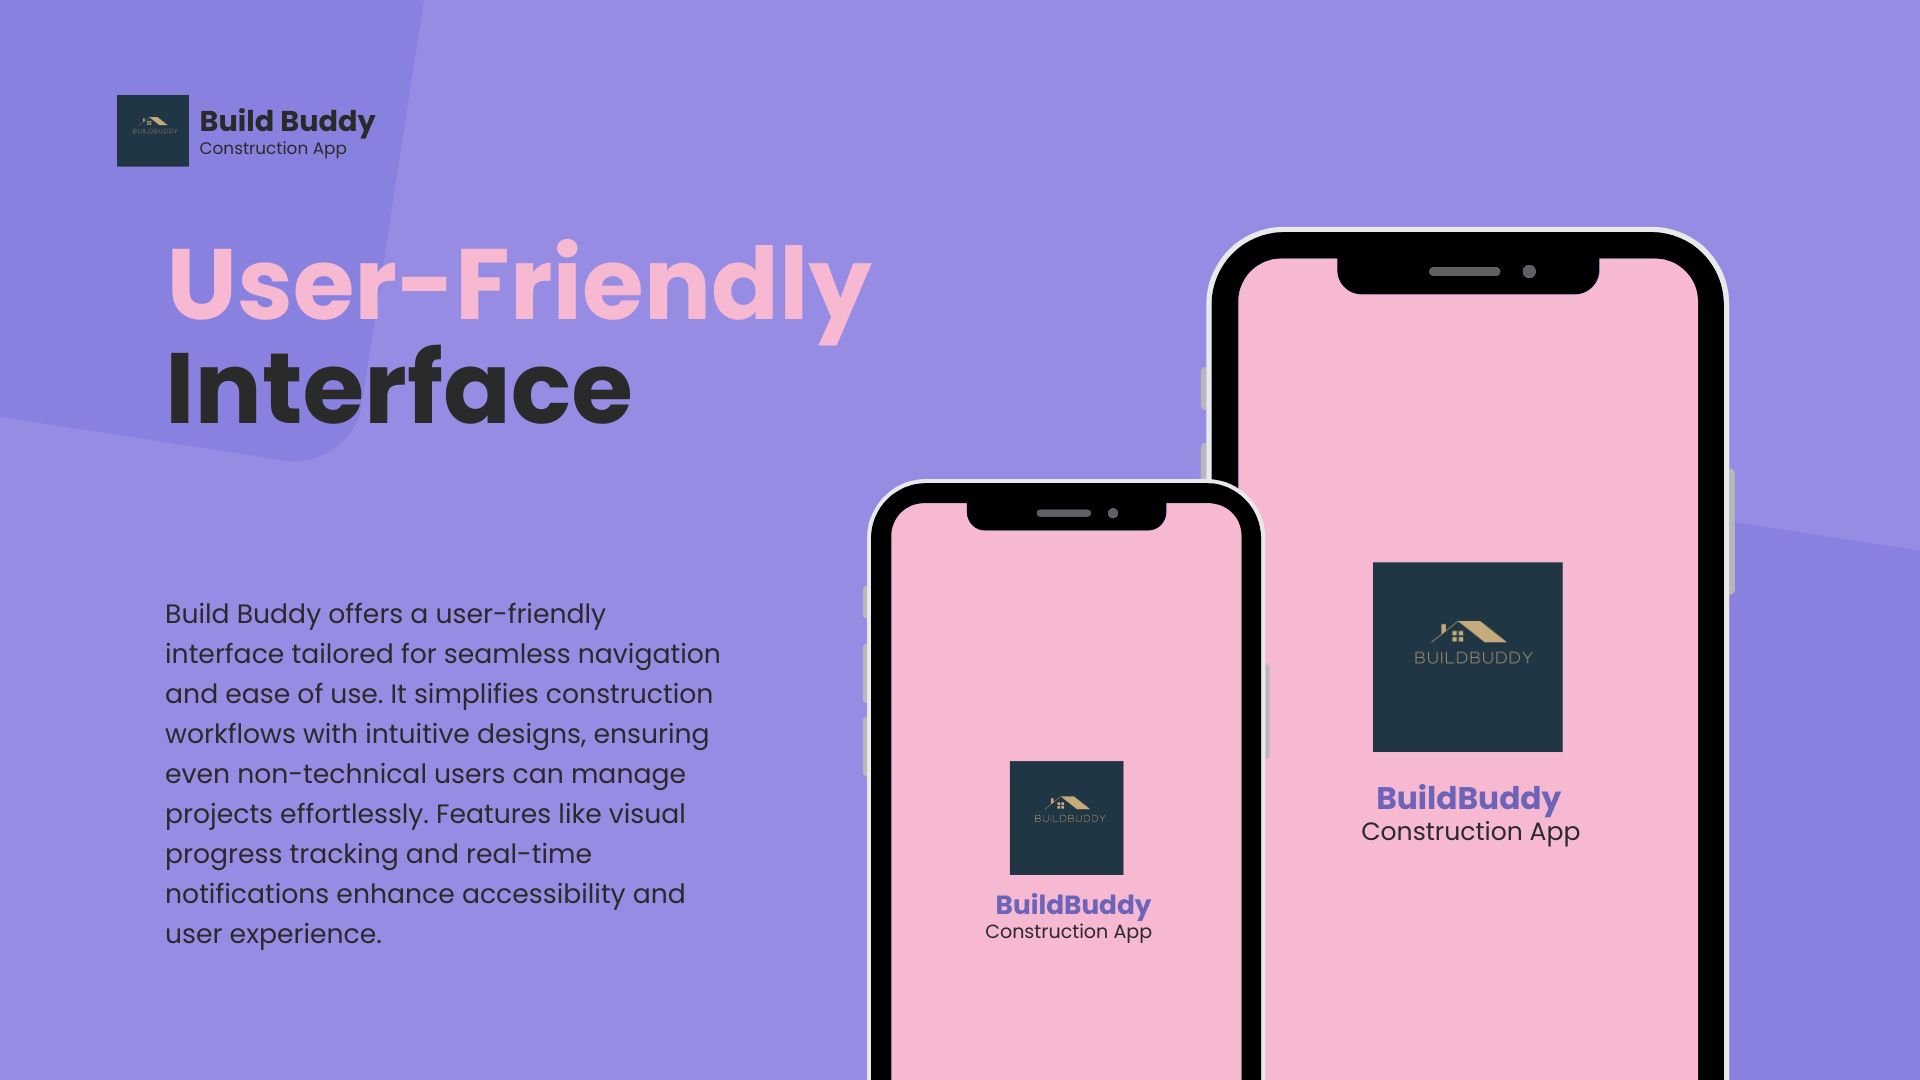 BUILDBUDDY
Build Buddy
Construction App
User-Friendly
Interface
Build Buddy offers a user-friendly
interface tailored for seamless navigation
and ease of use. It simplifies construction
workflows with intuitive designs, ensuring
even non-technical users can manage
projects effortlessly. Features like visual
progress tracking and real-time
notifications enhance accessibility and
user experience.
BUILDBUDDY
BuildBuddy
Construction App
BUILDBUDDY
BuildBuddy
Construction App